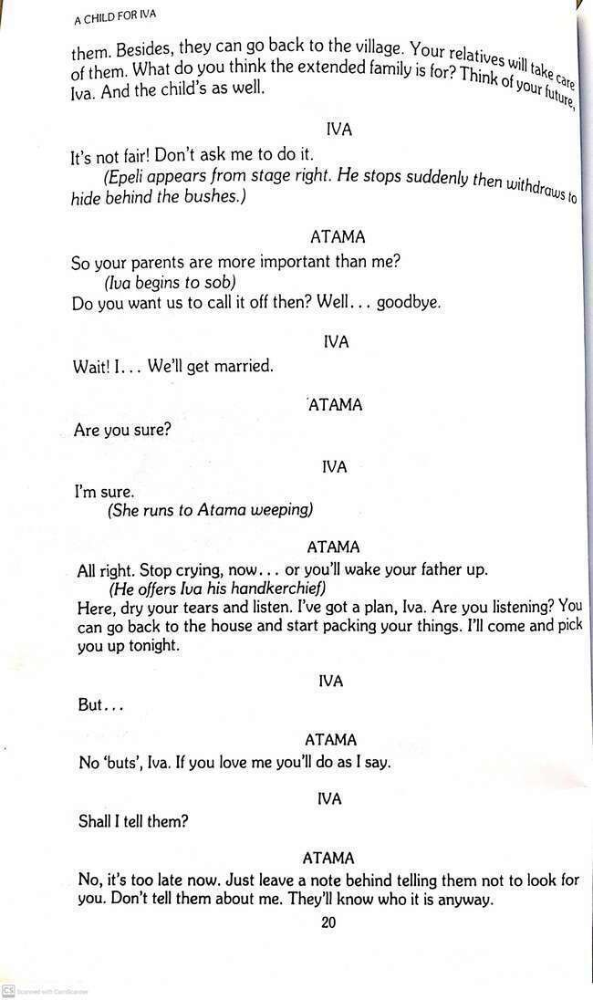 A CHILD FOR IVA
them. Besides, they can go back to the village. Your relatives will take care
of them. What do you think the extended family is for? Think of your future,
Iva. And the child's as well.
IVA
It's not fair! Don't ask me to do it.
(Epeli appears from stage right. He stops suddenly then withdraws to
hide behind the bushes.)
ATAMA
So your parents are more important than me?
(Iva begins to sob)
Do you want us to call it off then? Well... goodbye.
IVA
Wait! I... We'll get married.
ATAMA
Are you sure?
IVA
I'm sure.
(She runs to Atama weeping)
ATAMA
All right. Stop crying, now... or you'll wake your father up.
(He offers Iva his handkerchief)
Here, dry your tears and listen. I've got a plan, Iva. Are you listening? You
can go back to the house and start packing your things. I'll come and pick
you up tonight.
IVA
But...
ATAMA
No 'buts', Iva. If you love me you'll do as I say.
IVA
Shall I tell them?
ATAMA
No, it's too late now. Just leave a note behind telling them not to look for
you. Don't tell them about me. They'll know who it is anyway.
20
CS Scanned with CamScanner